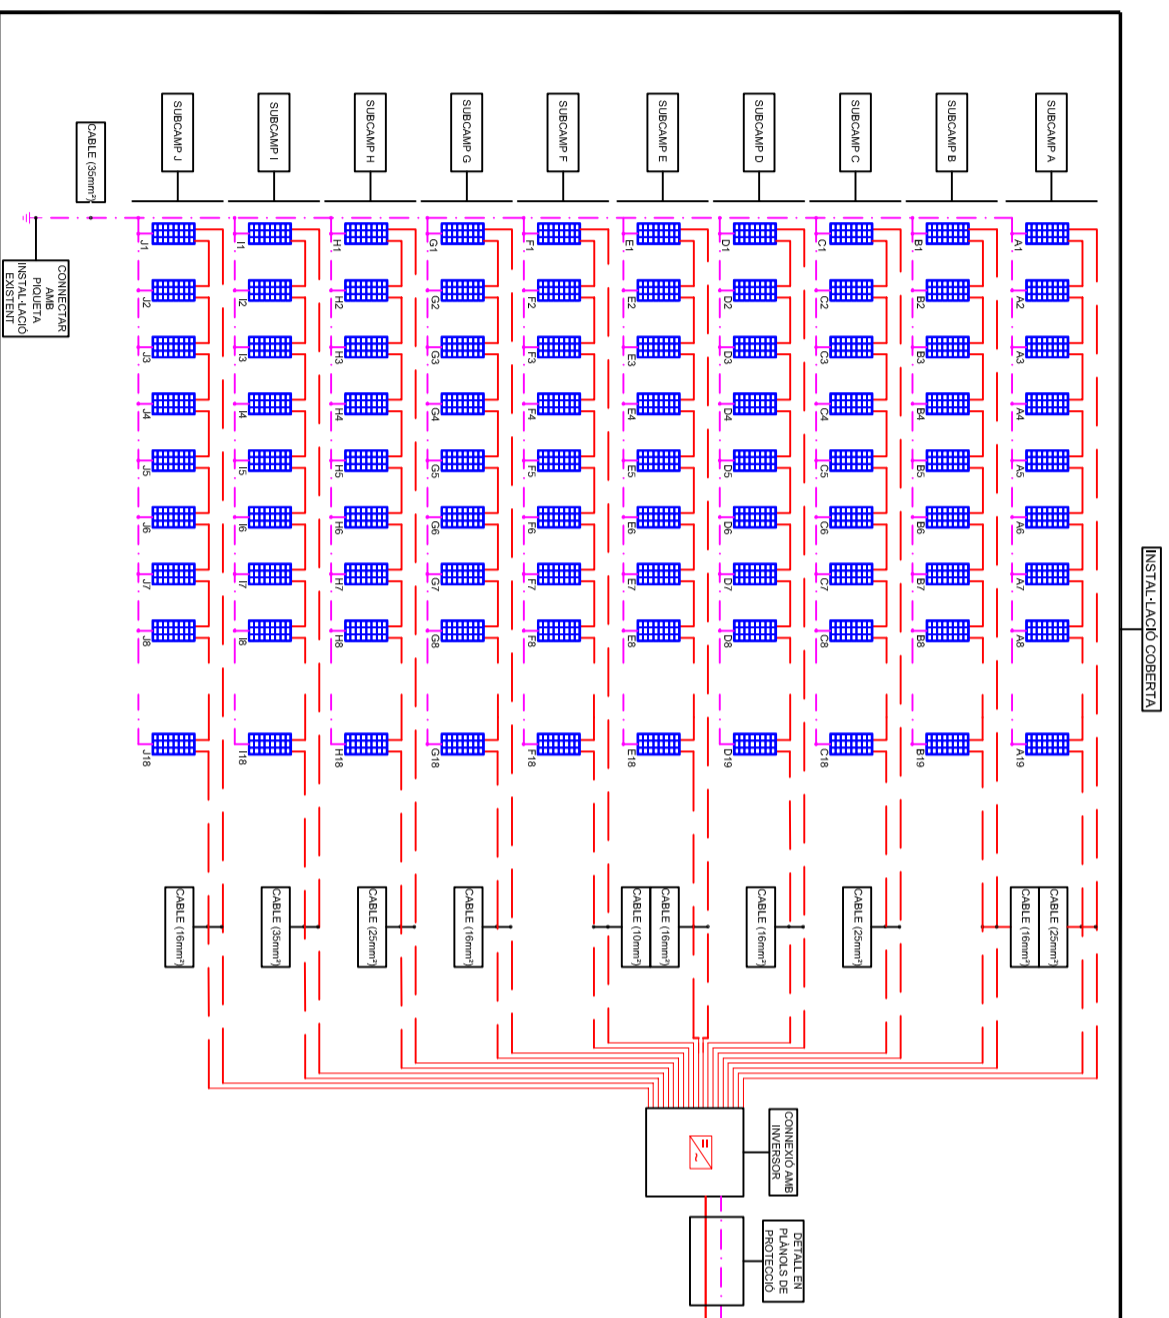 INSTAL·LACIÓ COBERTA
SUBCAMP A
A1
A2
A3
A4
A5
A6
A7
A8
A19
CABLE (25mm²)
CABLE (16mm²)
SUBCAMP B
B1
B2
B3
B4
B5
B6
B7
B8
B19
SUBCAMP C
C1
C2
C3
C4
C5
C6
C7
C8
C18
CABLE (25mm²)
SUBCAMP D
D1
D2
D3
D4
D5
D6
D7
D8
D19
CABLE (16mm²)
SUBCAMP E
E1
E2
E3
E4
E5
E6
E7
E8
E18
CABLE (16mm²)
CABLE (10mm²)
SUBCAMP F
F1
F2
F3
F4
F5
F6
F7
F8
F18
SUBCAMP G
G1
G2
G3
G4
G5
G6
G7
G8
G18
CABLE (16mm²)
SUBCAMP H
H1
H2
H3
H4
H5
H6
H7
H8
H18
CABLE (25mm²)
SUBCAMP I
I1
I2
I3
I4
I5
I6
I7
I8
I18
CABLE (35mm²)
SUBCAMP J
J1
J2
J3
J4
J5
J6
J7
J8
J18
CABLE (16mm²)
CABLE (35mm²)
CONNECTAR
AMB
PIQUETA
INSTAL·LACIÓ
EXISTENT
CONNEXIÓ AMB
INVERSOR
= ~
DETALL EN
PLÀNOLS DE
PROTECCIÓ